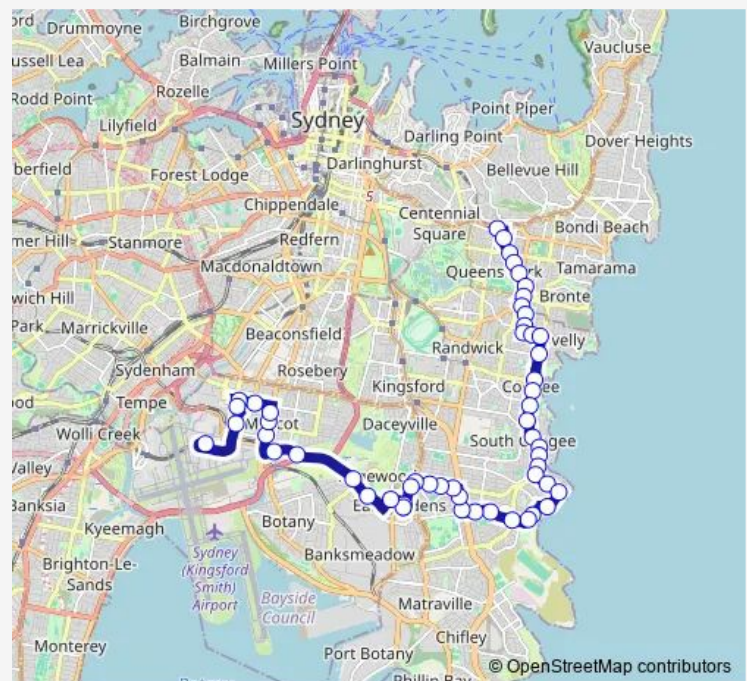 Drummoyne
Birchgrove
Vaucluse
Balmain
Millers Point
Rodd Point
Rozelle
Point Piper
Lilyfield
Sydney
Darling Point
Dover Heights
Darlinghurst
Forest Lodge
Bellevue Hill
Chippendale
5
Centennial
Square
Bondi Beach
Stanmore
Redfern
Macdonaldtown
Tamarama
Bronte
Park
Marrickville
Beaconsfield
Randwick
Sydenham
Rosebery
Kingsford
Tempe
Daceyville
Wolli Creek
Botany
Kyeemagh
Banksmeadow
Sydney
(Kingsford
Smith)
Airport
Brighton-Le-
Sands
Bayside
Council
Matraville
Chifley
Monterey
Port Botany
© OpenStreetMap contributors